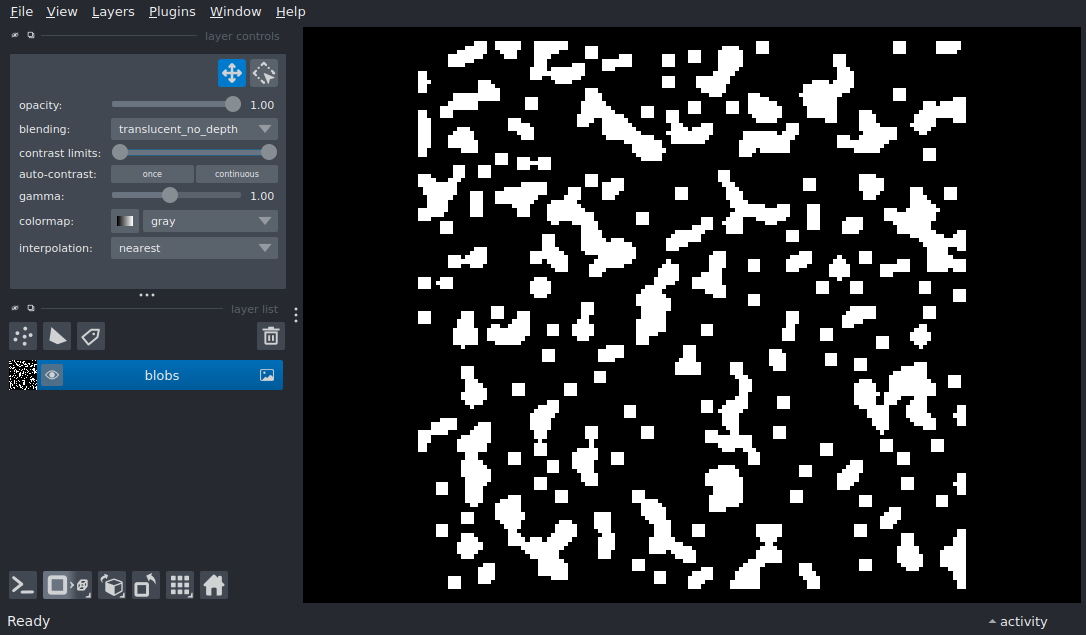 File View Layers Plugins Window Help
layer controls
opacity: 1.00
blending: translucent_no_depth
contrast limits:
auto-contrast: once continuous
gamma: 1.00
colormap: gray
interpolation: nearest
layer list
blobs
Ready activity